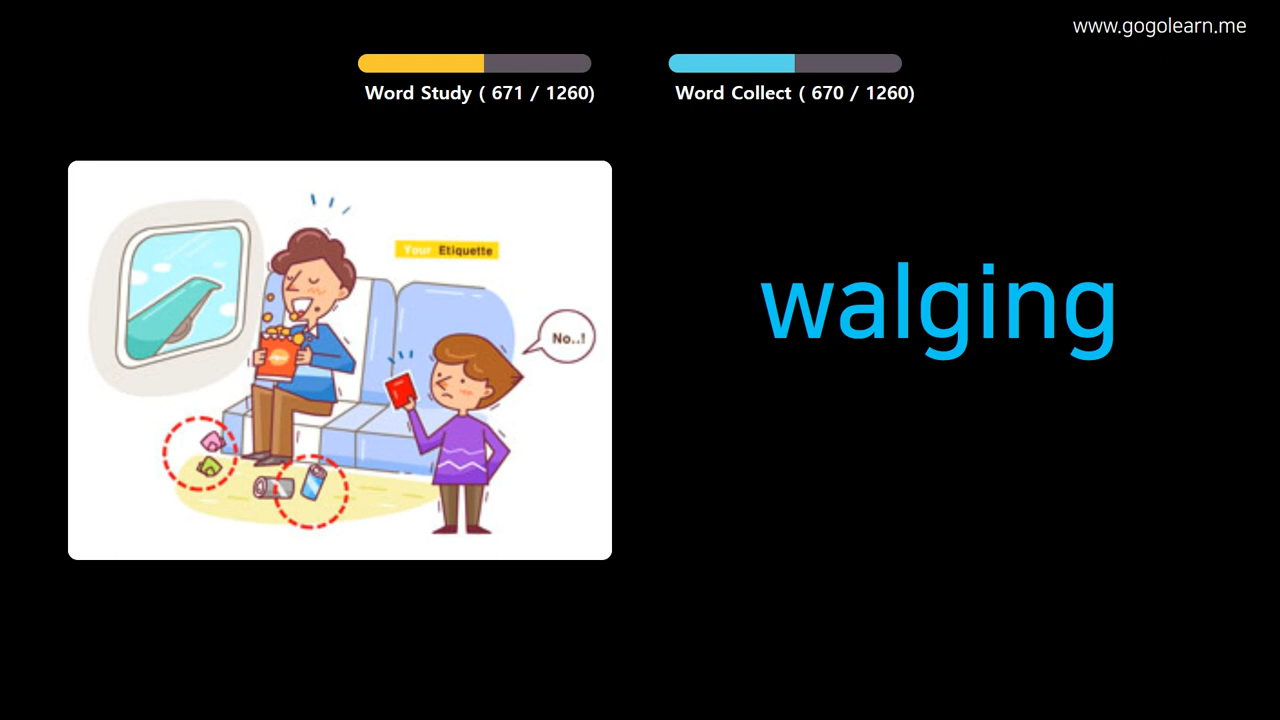 www.gogolearn.me
Word Study ( 671 / 1260)
Word Collect ( 670 / 1260)
Your Etiquette
No..!
walging